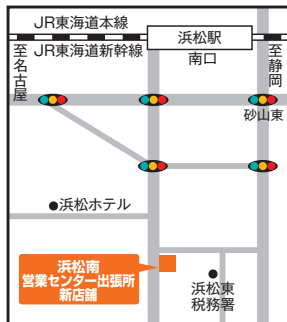 JR東海道本線
JR東海道新幹線
浜松駅
南口
至名古屋
至静岡
砂山東
浜松ホテル
浜松南
営業センター出張所
新店舗
浜松東
税務署